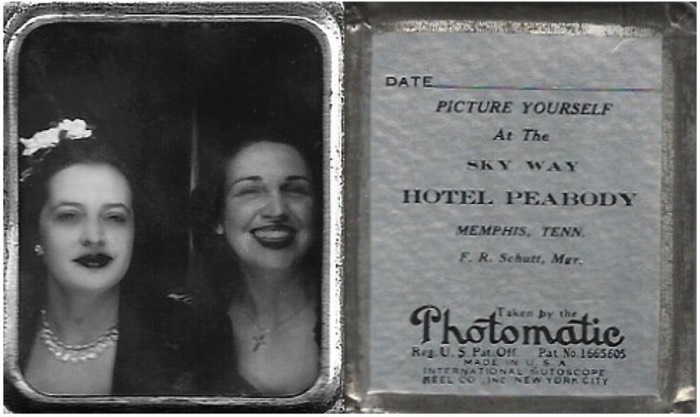 DATE
PICTURE YOURSELF
At The
SKY WAY
HOTEL PEABODY
MEMPHIS, TENN.
F. R. Schutt, Mgr.
Taken by the
Photomatic
Reg. U. S. Pat. Off. Pat. No. 1665605
MADE IN U. S. A.
INTERNATIONAL MUTOSCOPE
REEL CO., INC. NEW YORK CITY